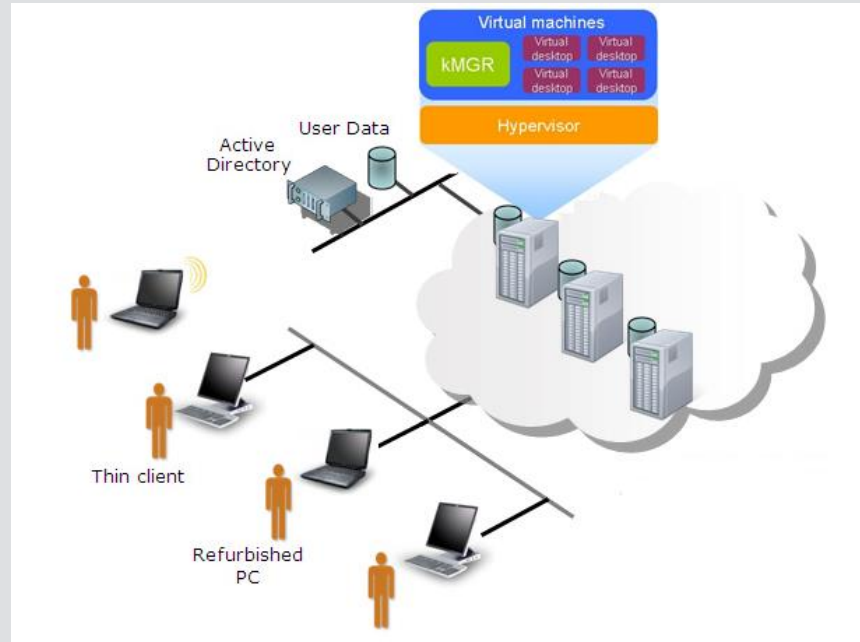 Virtual machines
kMGR
Virtual
desktop
Virtual
desktop
Virtual
desktop
Virtual
desktop
Hypervisor
User Data
Active
Directory
Thin client
Refurbished
PC